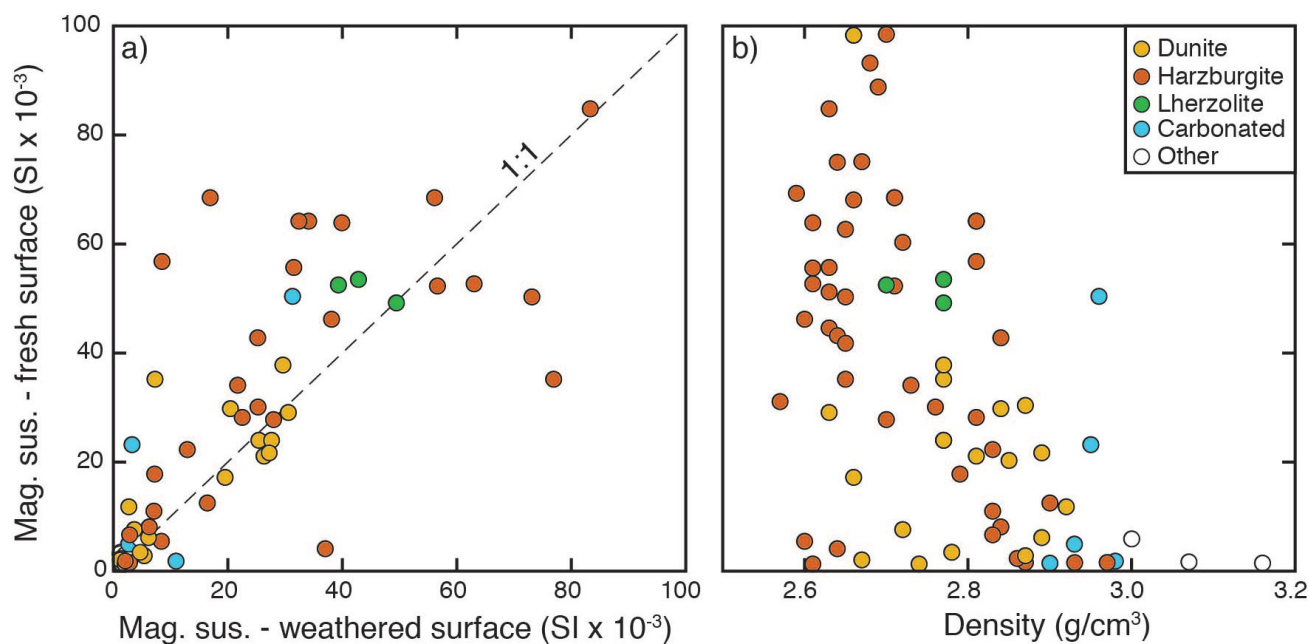 a)
100
80
60
40
20
0
Mag. sus. - fresh surface (SI x 10⁻³)
1:1
0
20
40
60
80
100
Mag. sus. - weathered surface (SI x 10⁻³)
b)
Dunite
Harzburgite
Lherzolite
Carbonated
Other
2.6
2.8
3.0
3.2
Density (g/cm³)